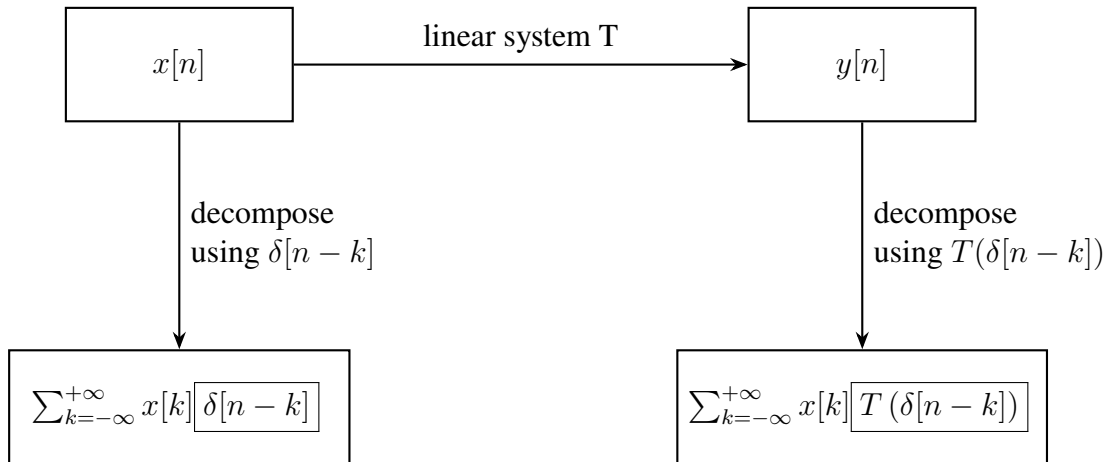 x[n]
linear system T
y[n]
decompose
using δ[n − k]
decompose
using T(δ[n − k])
∑_{k=−∞}^{+∞} x[k] δ[n − k]
∑_{k=−∞}^{+∞} x[k] T (δ[n − k])